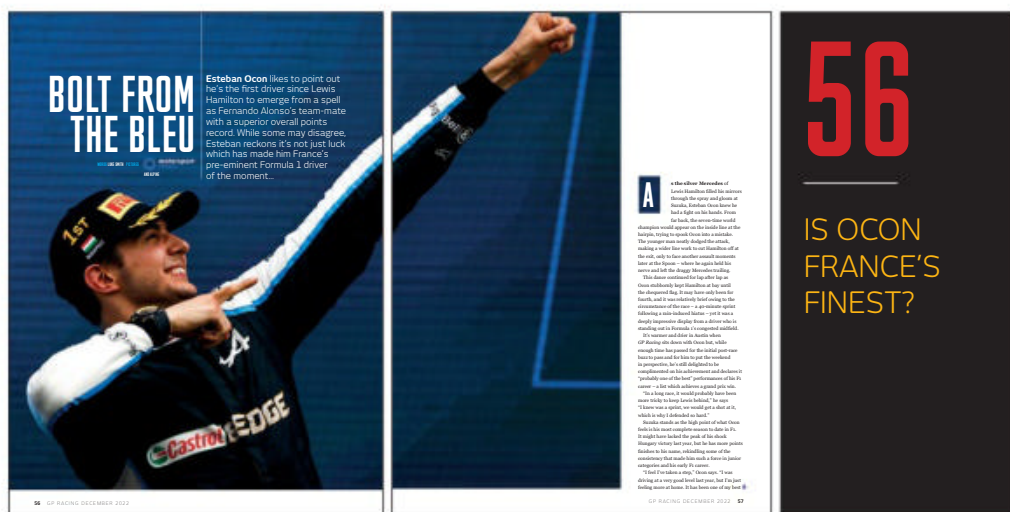 BOLT FROM
THE BLEU
Esteban Ocon likes to point out
he's the first driver since Lewis
Hamilton to emerge from a spell
as Fernando Alonso's team-mate
with a superior overall points
record. While some may disagree,
Esteban reckons it's not just luck
which has made him France's
pre-eminent Formula 1 driver
of the moment...
1ST
EDGE
Castrol
56 GP RACING DECEMBER 2022
A
s the silver Mercedes of
Lewis Hamilton filled his mirrors
through the spray and gloom at
Suzuka, Esteban Ocon knew he
had a fight on his hands. From
far back, the seven-time world
champion would appear on the inside line at the
hairpin, trying to spook Ocon into a mistake.
The younger man neatly dodged the attack,
making a wider line work to cut Hamilton off at
the exit, only to face another assault moments
later at the Spoon – where he again held his
nerve and left the draggy Mercedes trailing.
This dance continued for lap after lap as
Ocon stubbornly kept Hamilton at bay until
the chequered flag. It may have only been for
fourth, and it was relatively brief owing to the
circumstance of the race – a 40-minute sprint
following a rain-induced hiatus – yet it was a
deeply impressive display from a driver who is
standing out in Formula 1's congested midfield.
It's warmer and drier in Austin when
GP Racing sits down with Ocon but, while
enough time has passed for the initial post-race
buzz to pass and for him to put the weekend
in perspective, he's still delighted to be
complimented on his achievement and declares it
"probably one of the best" performances of his F1
career – a list which achieves a grand prix win.
"In a long race, it would probably have been
more tricky to keep Lewis behind," he says
"I knew was a sprint, we would get a shot at it,
which is why I defended so hard."
Suzuka stands as the high point of what Ocon
feels is his most complete season to date in F1.
It might have lacked the peak of his shock
Hungary victory last year, but he has more points
finishes to his name, rekindling some of the
consistency that made him such a force in junior
categories and his early F1 career.
"I feel I've taken a step," Ocon says. "I was
driving at a very good level last year, but I'm just
feeling more at home. It has been one of my best
GP RACING DECEMBER 2022 57
56
IS OCON
FRANCE'S
FINEST?